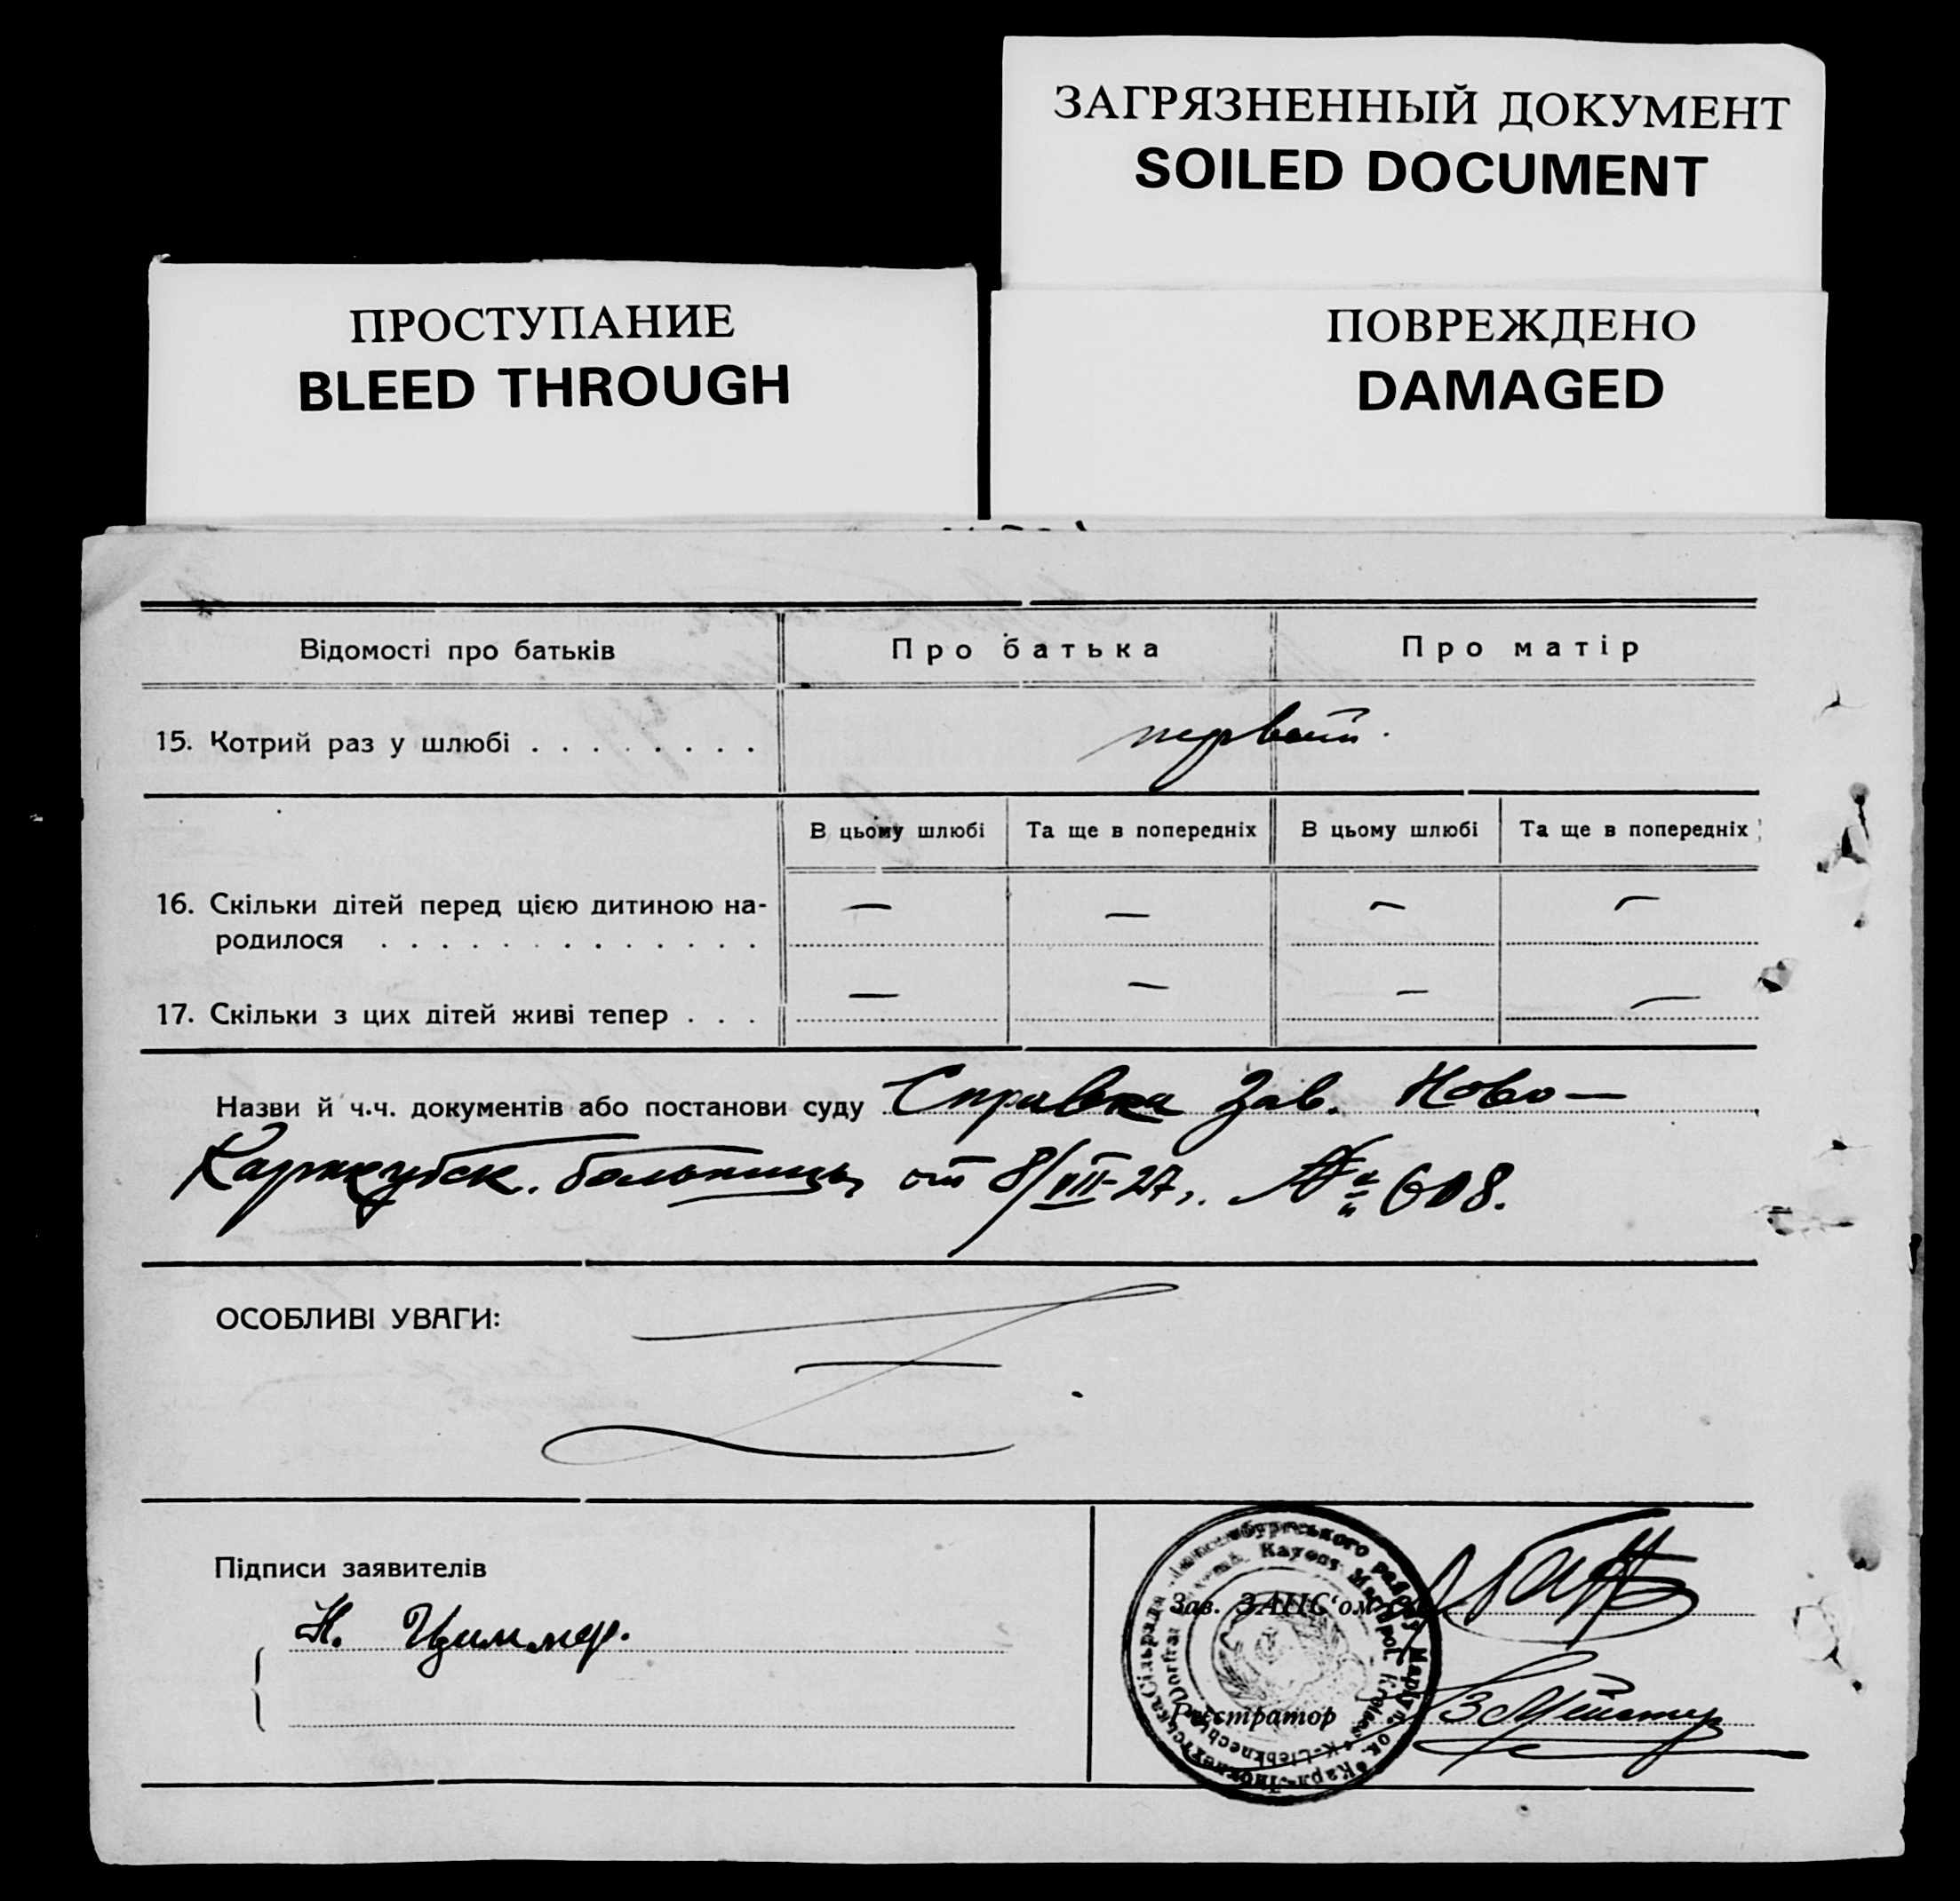 ЗАГРЯЗНЕННЫЙ ДОКУМЕНТ
SOILED DOCUMENT
ПРОСТУПАНИЕ
BLEED THROUGH
ПОВРЕЖДЕНО
DAMAGED
Відомості про батьків Про батька Про матір
15. Котрий раз у шлюбі . . . . . . . . первый.
В цьому шлюбі Та ще в попередніх В цьому шлюбі Та ще в попередніх
16. Скільки дітей перед цією дитиною на- — — — —
родилося . . . . . . . . . . . . .
17. Скільки з цих дітей живі тепер . . . — — — —
Назви й ч.ч. документів або постанови суду Справка Зав. Ново-
Каракубск. больницы от 8/VIII-27, № 608.
ОСОБЛИВІ УВАГИ:
Підписи заявителів
Н. Циммер.
Зав. ЗАГС'ом
Реєстратор